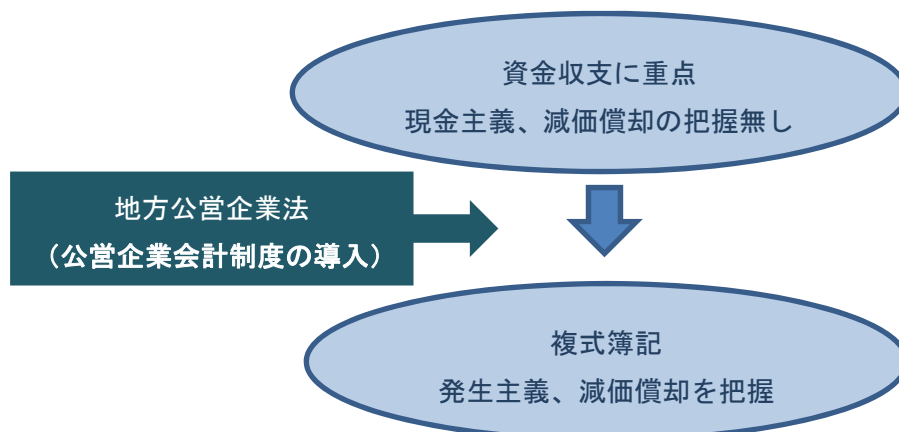 資金収支に重点
現金主義、減価償却の把握無し
地方公営企業法
（公営企業会計制度の導入）
複式簿記
発生主義、減価償却を把握